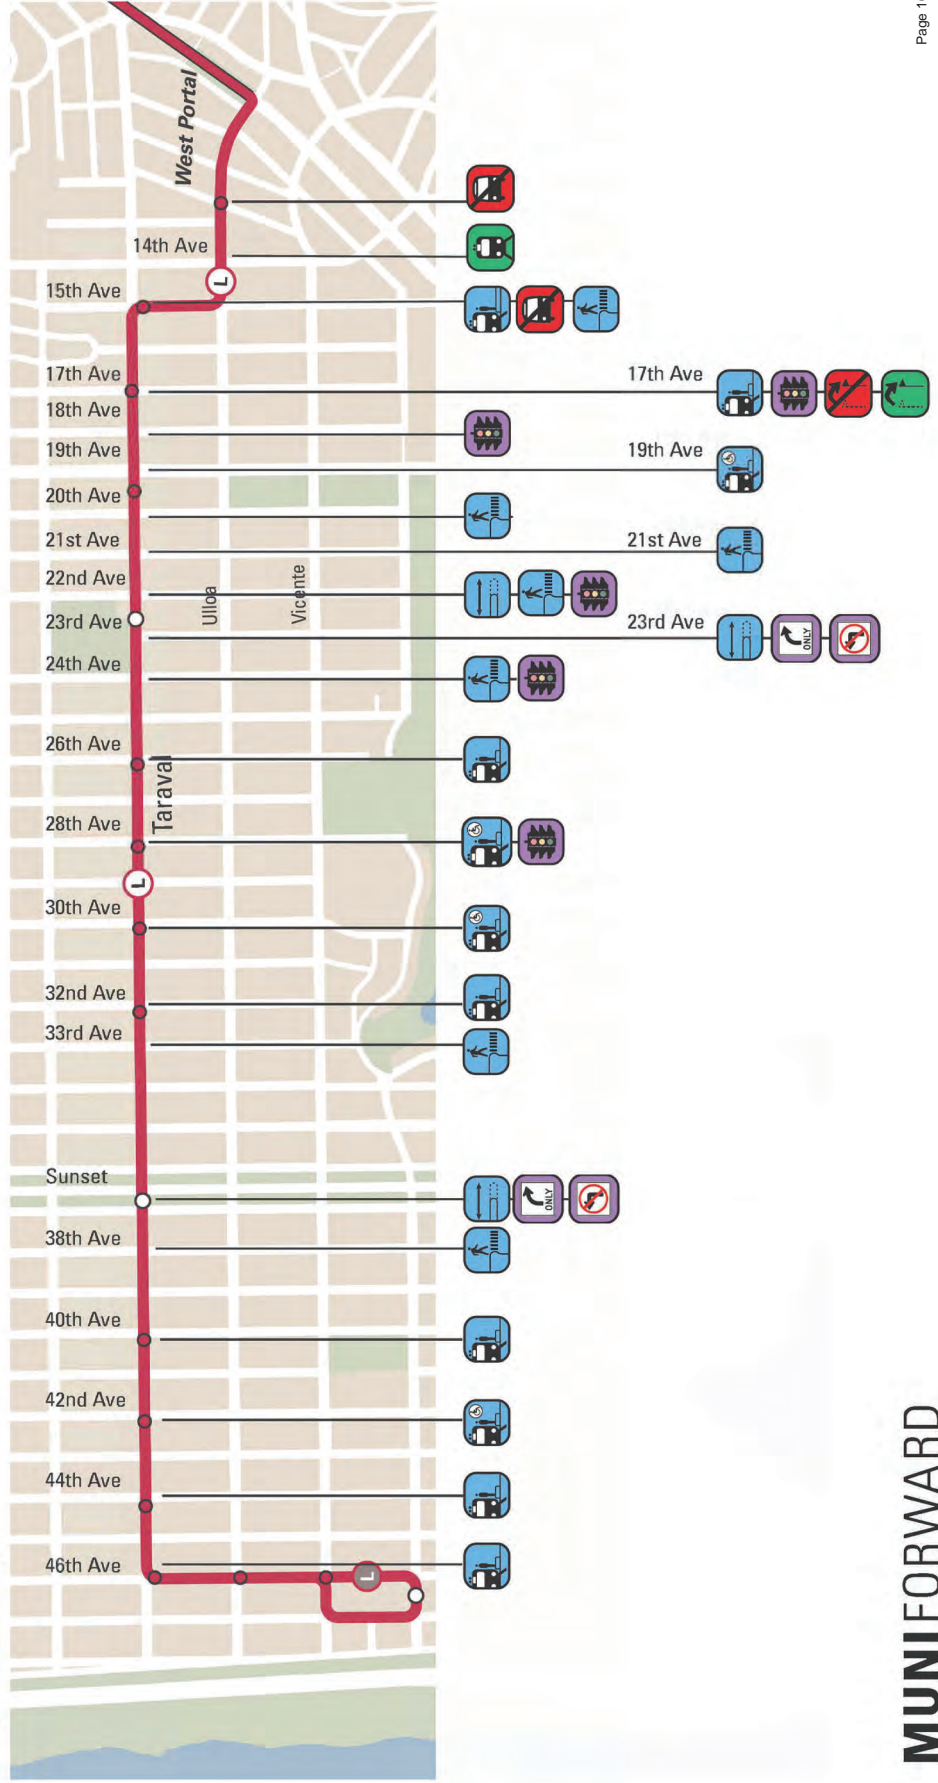 Page 1
West Portal
14th Ave
L
15th Ave
17th Ave
17th Ave
18th Ave
19th Ave
19th Ave
20th Ave
21st Ave
21st Ave
22nd Ave
Ulloa
Vicente
23rd Ave
23rd Ave
ONLY
24th Ave
26th Ave
Taraval
28th Ave
L
30th Ave
32nd Ave
33rd Ave
Sunset
ONLY
38th Ave
40th Ave
42nd Ave
44th Ave
46th Ave
L
MUNIFORWARD